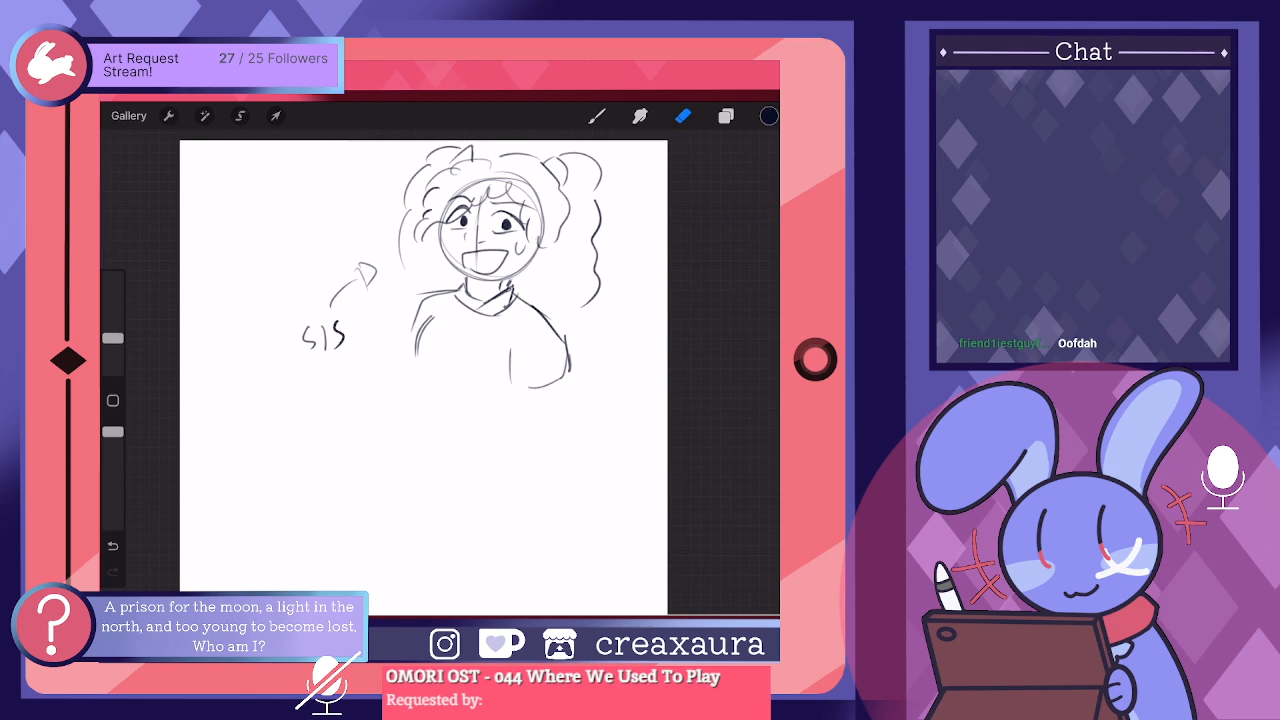 Art Request
Stream!
27 / 25 Followers
Gallery
SIS
Chat
friend1iestguy
Oofdah
A prison for the moon, a light in the
north, and too young to become lost.
Who am I?
creaxaura
OMORI OST - 044 Where We Used To Play
Requested by: